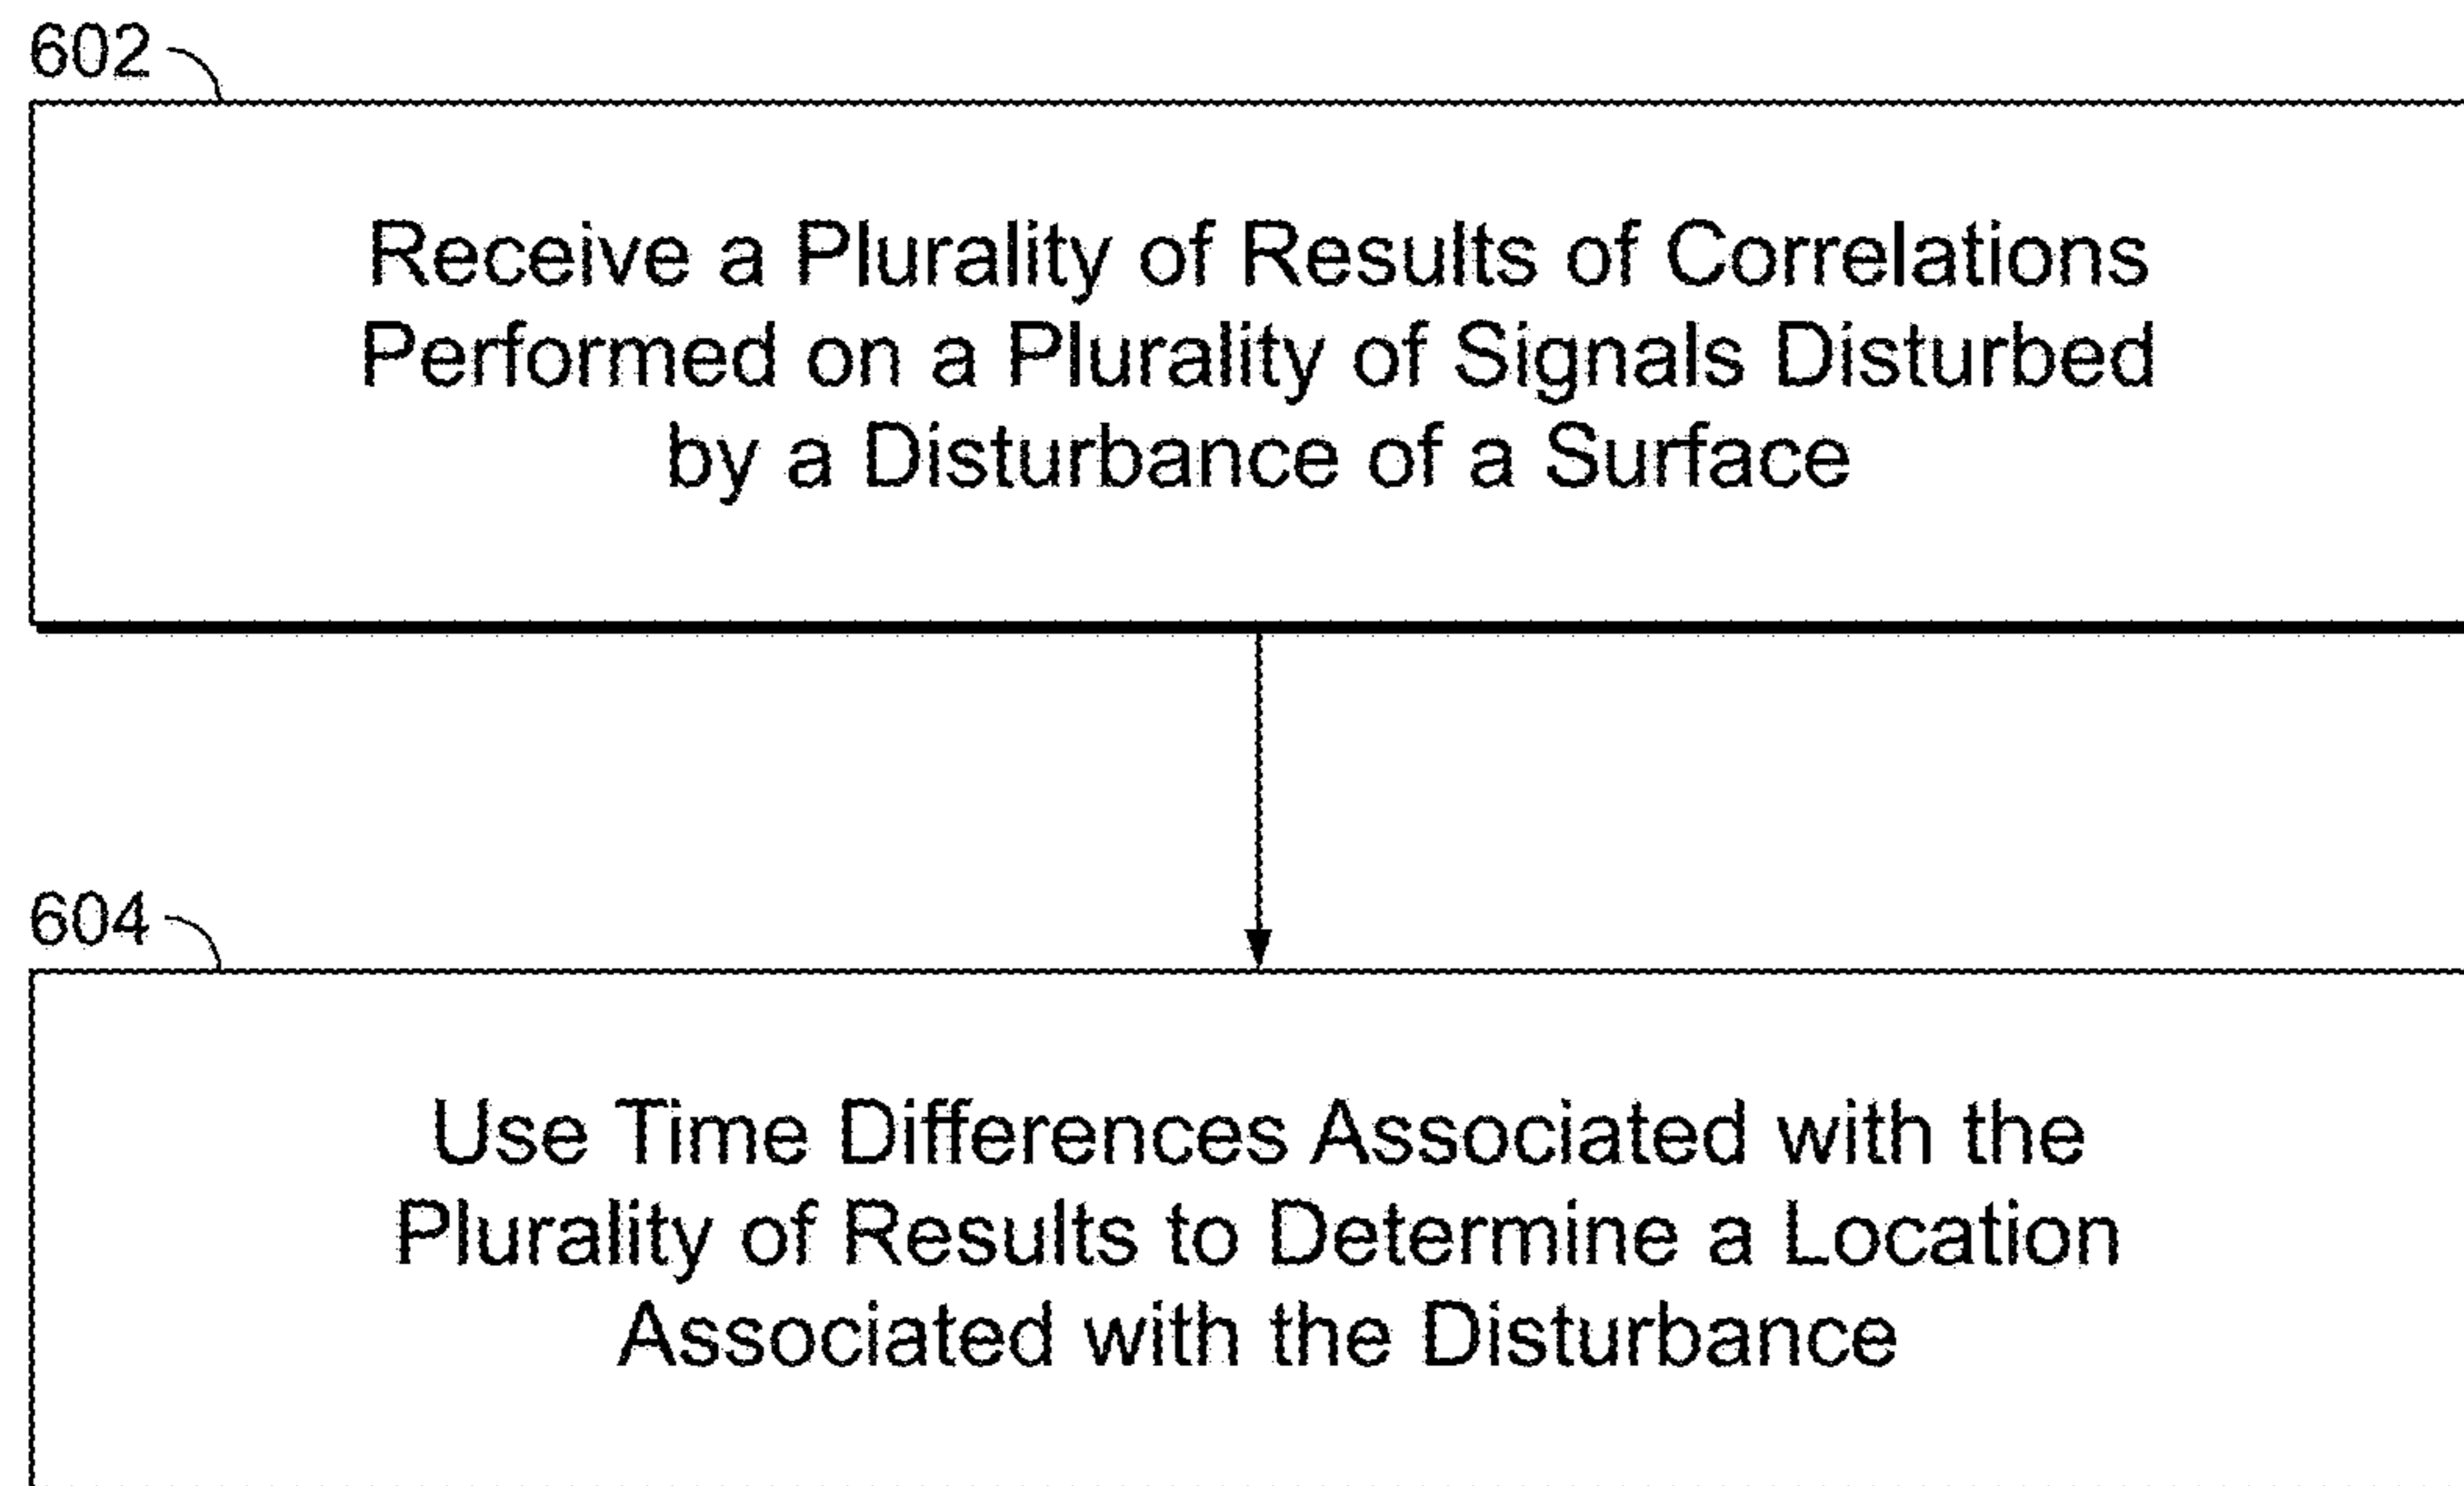 602
Receive a Plurality of Results of Correlations
Performed on a Plurality of Signals Disturbed
by a Disturbance of a Surface
604
Use Time Differences Associated with the
Plurality of Results to Determine a Location
Associated with the Disturbance